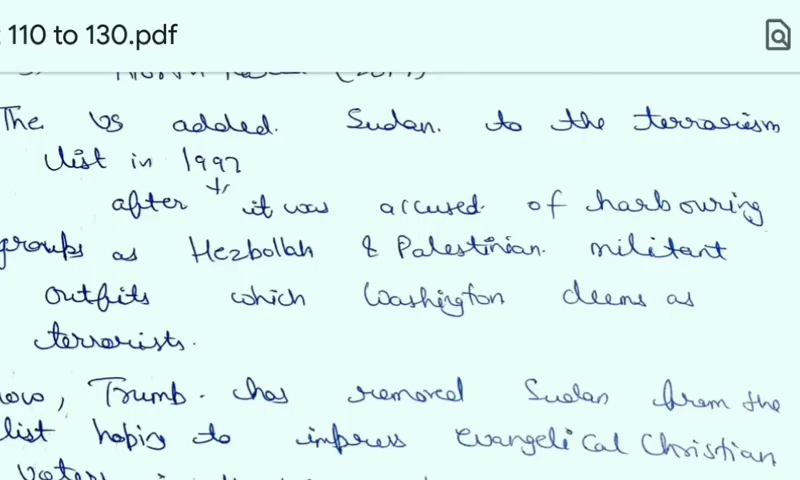 110 to 130.pdf
The US added. Sudan. to the terrorism
list in 1992
after it was accused. of harbouring
groups as Hezbollah & Palestinian. militant
outfits which Washington deems as
terrorists.
now, Trump. has removed Sudan from the
list hoping to impress evangelical Christian
voters